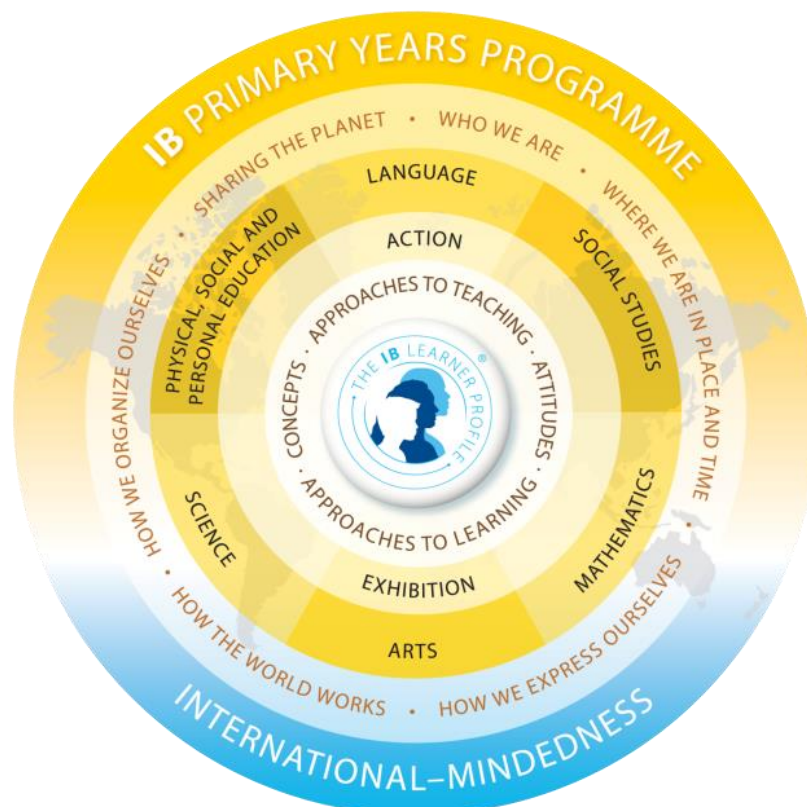 IB PRIMARY YEARS PROGRAMME
SHARING THE PLANET • WHO WE ARE • WHERE WE ARE IN PLACE AND TIME • HOW WE EXPRESS OURSELVES • HOW THE WORLD WORKS • HOW WE ORGANIZE OURSELVES •
LANGUAGE
SOCIAL STUDIES
MATHEMATICS
ARTS
SCIENCE
PHYSICAL, SOCIAL AND
PERSONAL EDUCATION
ACTION
EXHIBITION
APPROACHES TO TEACHING · ATTITUDES · APPROACHES TO LEARNING · CONCEPTS ·
• THE IB LEARNER PROFILE • ®
INTERNATIONAL–MINDEDNESS